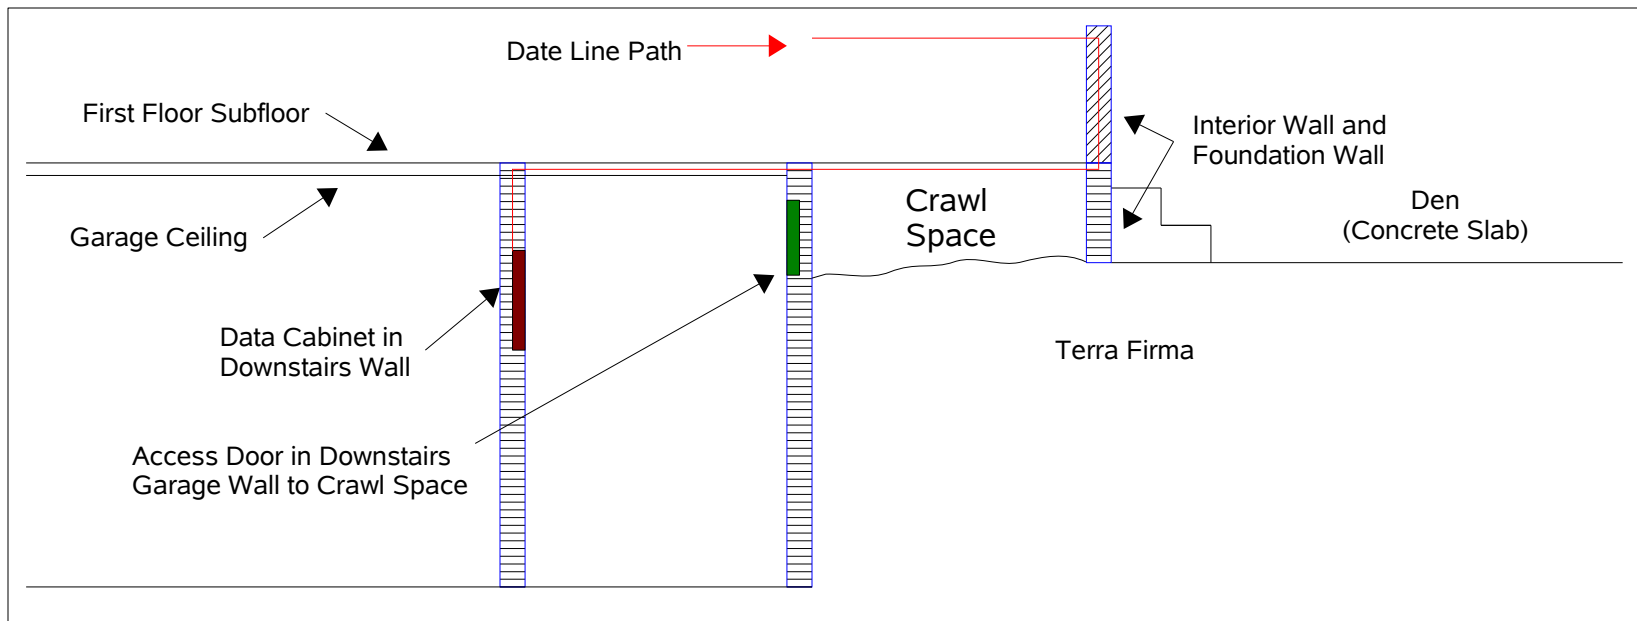 Date Line Path
First Floor Subfloor
Interior Wall and
Foundation Wall
Crawl
Space
Den
(Concrete Slab)
Garage Ceiling
Data Cabinet in
Downstairs Wall
Terra Firma
Access Door in Downstairs
Garage Wall to Crawl Space